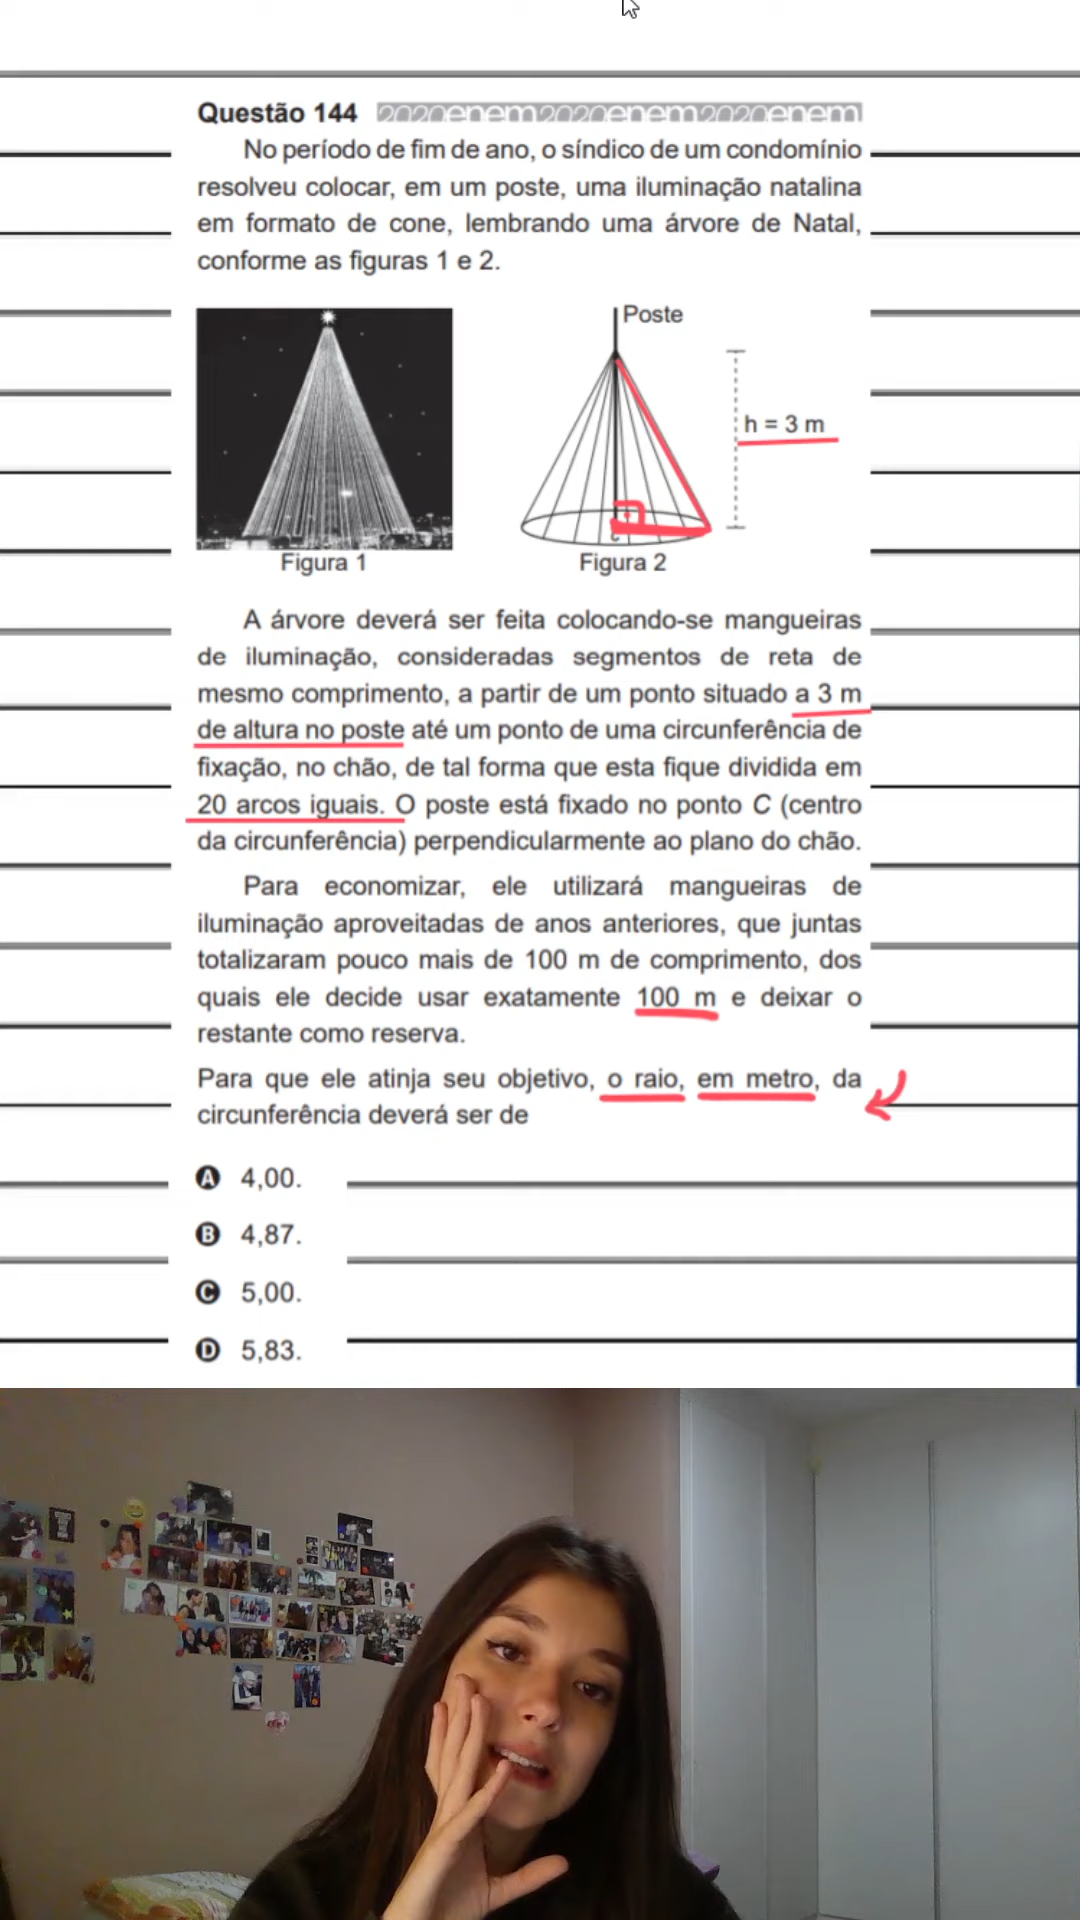 Questão 144 2020enem2020enem2020enem
No período de fim de ano, o síndico de um condomínio
resolveu colocar, em um poste, uma iluminação natalina
em formato de cone, lembrando uma árvore de Natal,
conforme as figuras 1 e 2.
Poste
h = 3 m
C
Figura 1
Figura 2
A árvore deverá ser feita colocando-se mangueiras
de iluminação, consideradas segmentos de reta de
mesmo comprimento, a partir de um ponto situado a 3 m
de altura no poste até um ponto de uma circunferência de
fixação, no chão, de tal forma que esta fique dividida em
20 arcos iguais. O poste está fixado no ponto C (centro
da circunferência) perpendicularmente ao plano do chão.
Para economizar, ele utilizará mangueiras de
iluminação aproveitadas de anos anteriores, que juntas
totalizaram pouco mais de 100 m de comprimento, dos
quais ele decide usar exatamente 100 m e deixar o
restante como reserva.
Para que ele atinja seu objetivo, o raio, em metro, da
circunferência deverá ser de
A 4,00.
B 4,87.
C 5,00.
D 5,83.